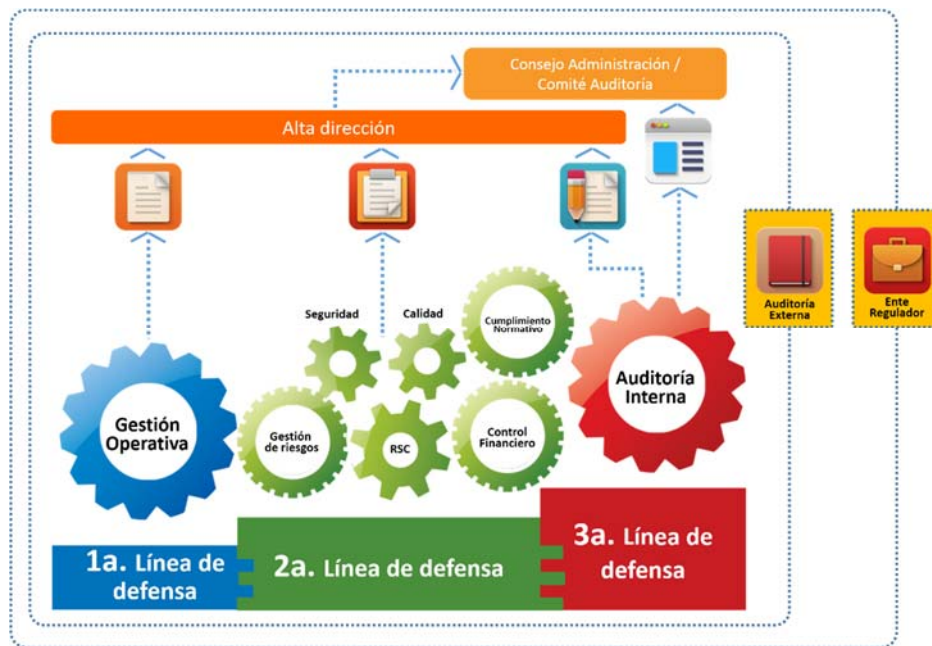 Consejo Administración /
Comité Auditoría
Alta dirección
Auditoría
Externa
Ente
Regulador
Seguridad
Calidad
Cumplimiento
Normativo
Gestión
Operativa
Gestión
de riesgos
RSC
Control
Financiero
Auditoría
Interna
1a. Línea de
defensa
2a. Línea de defensa
3a. Línea de
defensa